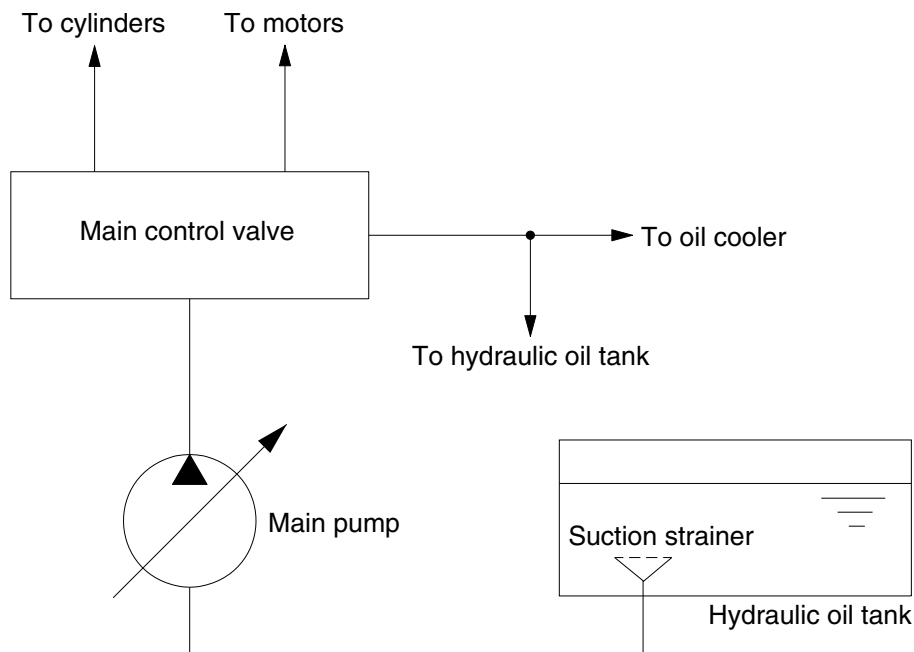 To cylinders
To motors
Main control valve
To oil cooler
To hydraulic oil tank
Main pump
Suction strainer
Hydraulic oil tank